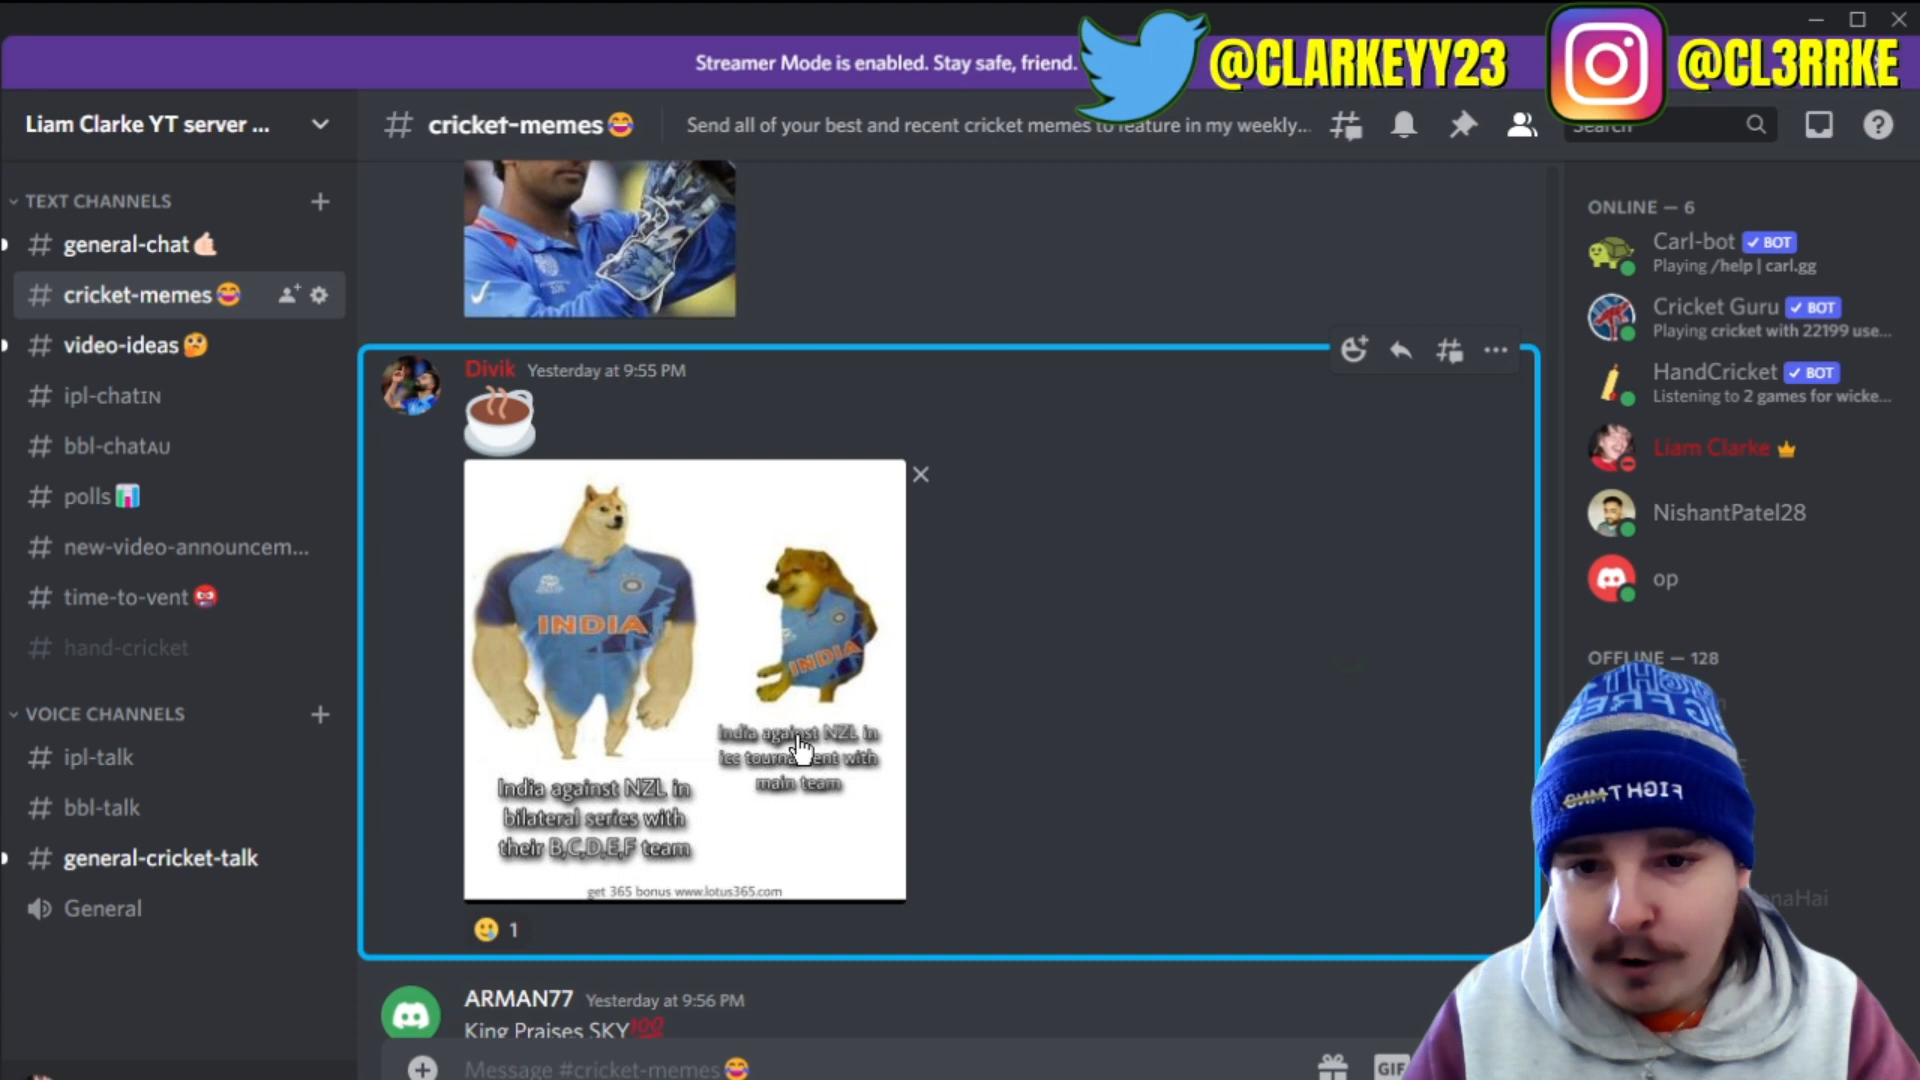 Streamer Mode is enabled. Stay safe, friend.
@CLARKEYY23
@CL3RRKE
Liam Clarke YT server ...
cricket-memes😂
Send all of your best and recent cricket memes to feature in my weekly...
Search
TEXT CHANNELS
general-chat🤙
cricket-memes😂
video-ideas🤔
ipl-chatIN
bbl-chatAU
polls📊
new-video-announcem...
time-to-vent👹
hand-cricket
VOICE CHANNELS
ipl-talk
bbl-talk
general-cricket-talk
General
Divik Yesterday at 9:55 PM
INDIA
INDIA
India against NZL in
bilateral series with
their B,C,D,E,F team
India against NZL in
icc tournament with
main team
get 365 bonus www.lotus365.com
1
ARMAN77 Yesterday at 9:56 PM
King Praises SKY💯
Message #cricket-memes😂
GIF
ONLINE — 6
Carl-bot BOT
Playing /help | carl.gg
Cricket Guru BOT
Playing cricket with 22199 use...
HandCricket BOT
Listening to 2 games for wicke...
Liam Clarke
NishantPatel28
op
OFFLINE — 128
FIGHT